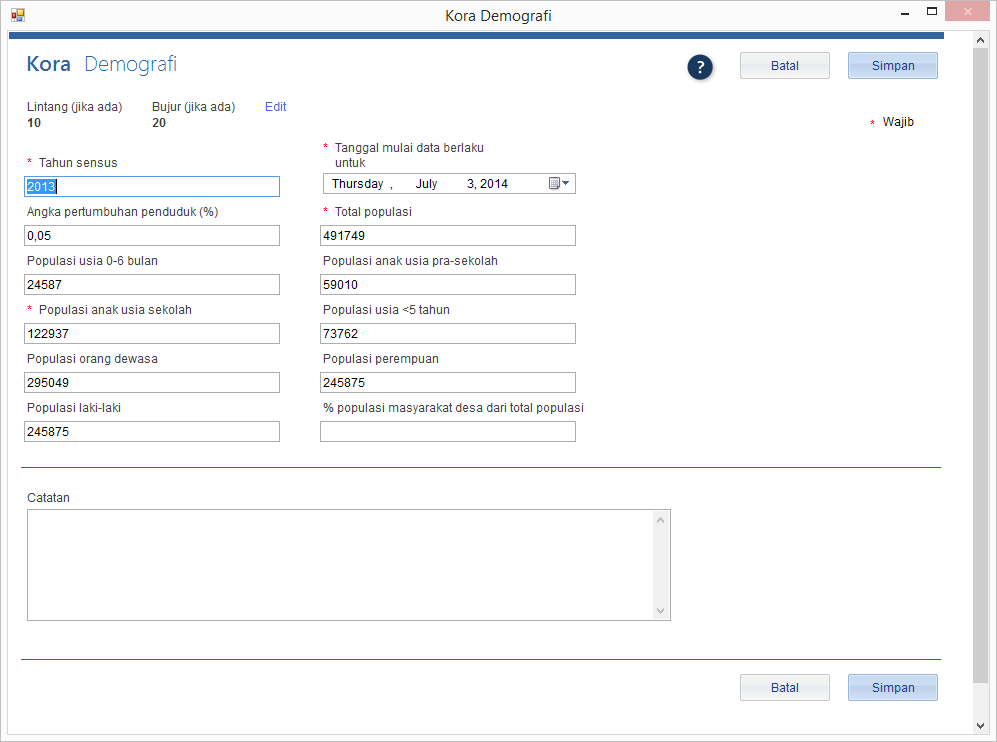 Kora Demografi
Kora Demografi
?
Batal
Simpan
Lintang (jika ada)
Bujur (jika ada)
Edit
10
20
* Wajib
* Tahun sensus
* Tanggal mulai data berlaku
untuk
2013
Thursday , July 3, 2014
Angka pertumbuhan penduduk (%)
* Total populasi
0,05
491749
Populasi usia 0-6 bulan
Populasi anak usia pra-sekolah
24587
59010
* Populasi anak usia sekolah
Populasi usia <5 tahun
122937
73762
Populasi orang dewasa
Populasi perempuan
295049
245875
Populasi laki-laki
% populasi masyarakat desa dari total populasi
245875
Catatan
Batal
Simpan